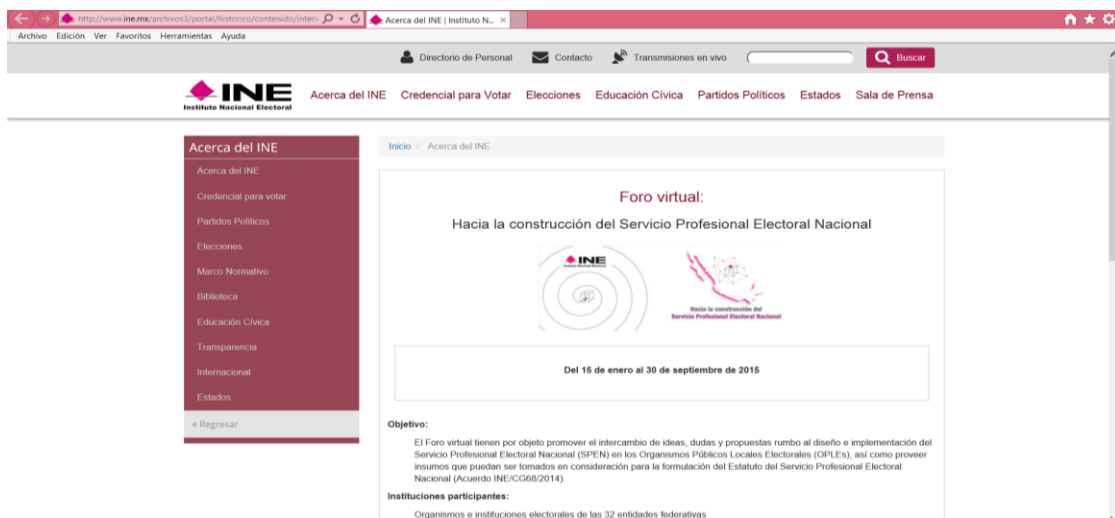 http://www.ine.mx/archivos3/portal/historico/contenido/interi
Acerca del INE | Instituto N...
Archivo Edición Ver Favoritos Herramientas Ayuda
Directorio de Personal Contacto Transmisiones en vivo Buscar
INE
Instituto Nacional Electoral
Acerca del INE Credencial para Votar Elecciones Educación Cívica Partidos Políticos Estados Sala de Prensa
Acerca del INE
Acerca del INE
Credencial para votar
Partidos Políticos
Elecciones
Marco Normativo
Biblioteca
Educación Cívica
Transparencia
Internacional
Estados
« Regresar
Inicio / Acerca del INE
Foro virtual:
Hacia la construcción del Servicio Profesional Electoral Nacional
INE
Instituto Nacional Electoral
Hacia la construcción del
Servicio Profesional Electoral Nacional
Del 15 de enero al 30 de septiembre de 2015
Objetivo:
El Foro virtual tienen por objeto promover el intercambio de ideas, dudas y propuestas rumbo al diseño e implementación del
Servicio Profesional Electoral Nacional (SPEN) en los Organismos Públicos Locales Electorales (OPLEs), así como proveer
insumos que puedan ser tomados en consideración para la formulación del Estatuto del Servicio Profesional Electoral
Nacional (Acuerdo INE/CG68/2014).
Instituciones participantes:
Organismos e instituciones electorales de las 32 entidades federativas